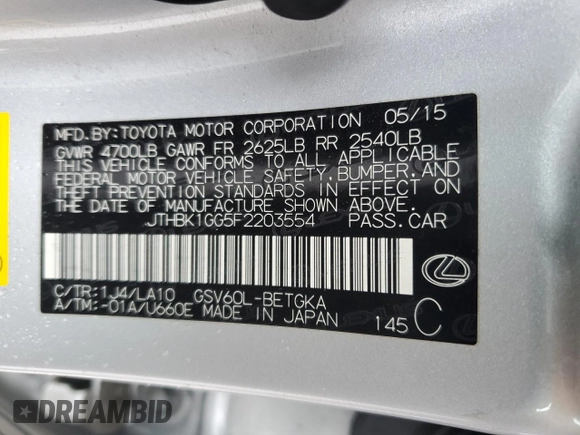 MFD.BY:TOYOTA MOTOR CORPORATION 05/15
GVWR 4700LB GAWR FR 2625LB RR 2540LB
THIS VEHICLE CONFORMS TO ALL APPLICABLE
FEDERAL MOTOR VEHICLE SAFETY,BUMPER,AND
THEFT PREVENTION STANDARDS IN EFFECT ON
THE DATE OF MANUFACTURE SHOWN ABOVE.
JTHBK1GG5F2203554 PASS.CAR
C/TR:1J4/LA10 GSV60L-BETGKA
A/TM:-01A/U660E MADE IN JAPAN 145 C
DREAMBID